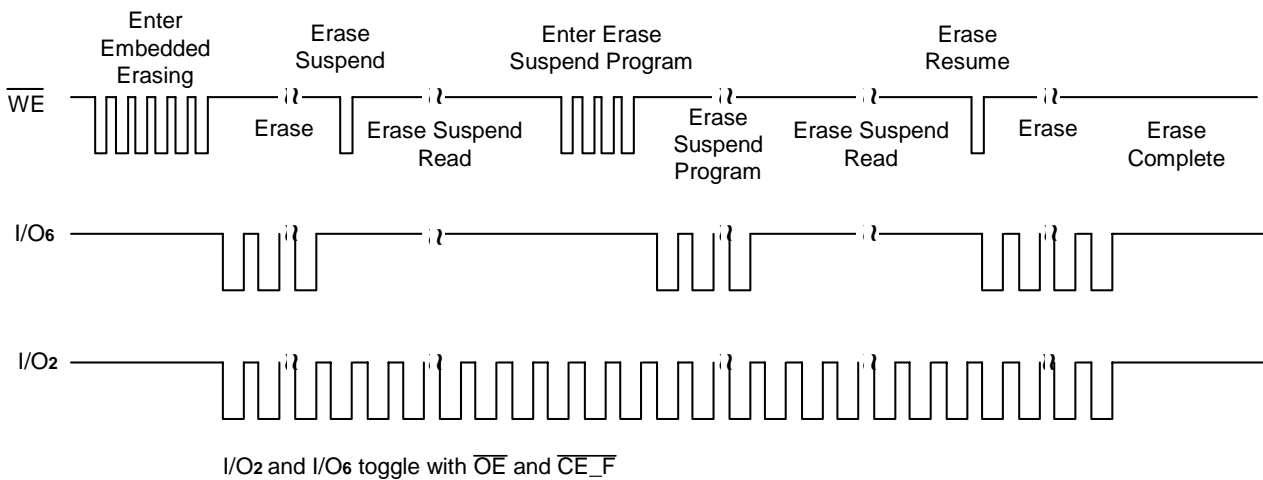 Enter
Embedded
Erasing
Erase
Suspend
Enter Erase
Suspend Program
Erase
Resume
WE
Erase
Erase Suspend
Read
Erase
Suspend
Program
Erase Suspend
Read
Erase
Erase
Complete
I/O6
I/O2
I/O2 and I/O6 toggle with OE and CE_F